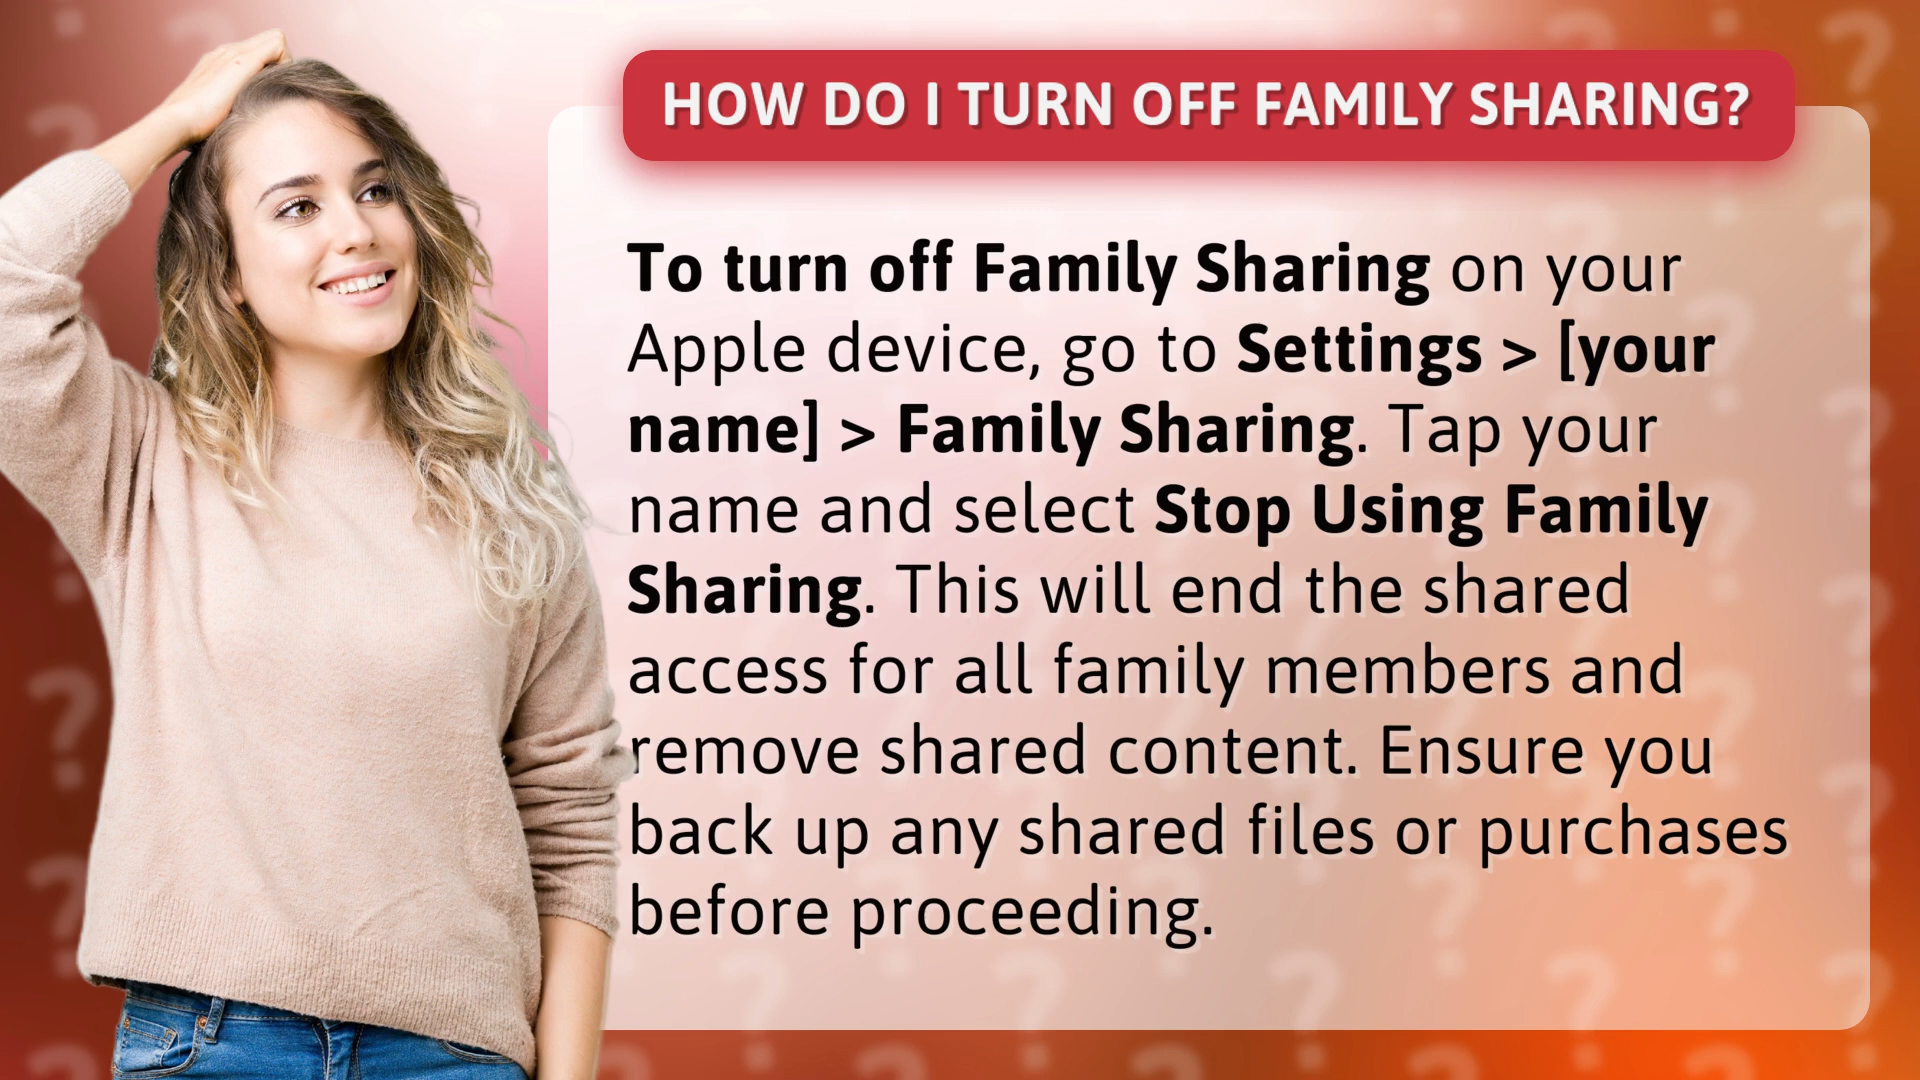 HOW DO I TURN OFF FAMILY SHARING?
To turn off Family Sharing on your
Apple device, go to Settings > [your
name] > Family Sharing. Tap your
name and select Stop Using Family
Sharing. This will end the shared
access for all family members and
remove shared content. Ensure you
back up any shared files or purchases
before proceeding.